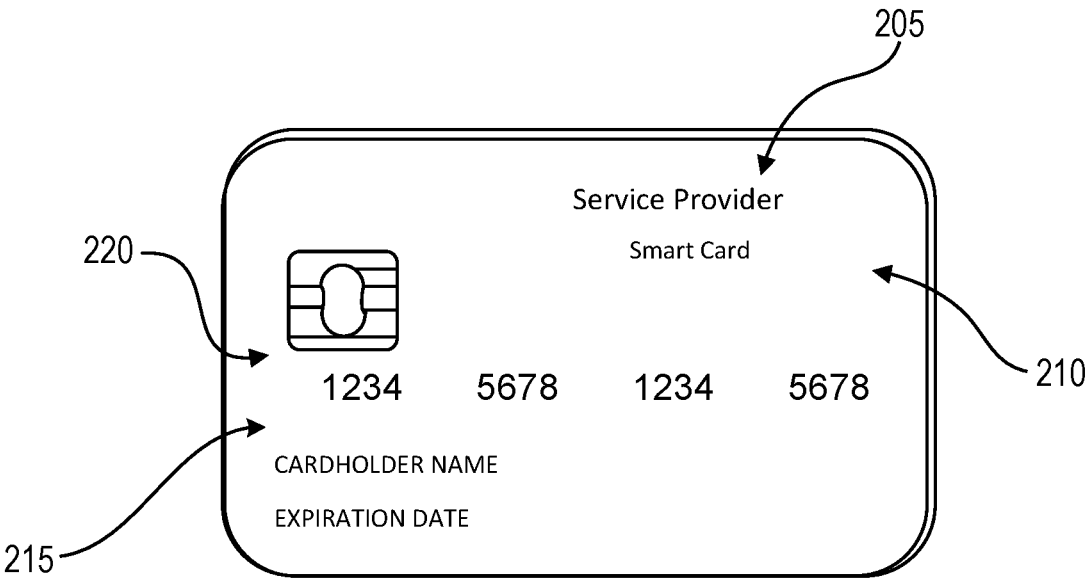 205
Service Provider
Smart Card
220
210
1234 5678 1234 5678
CARDHOLDER NAME
EXPIRATION DATE
215